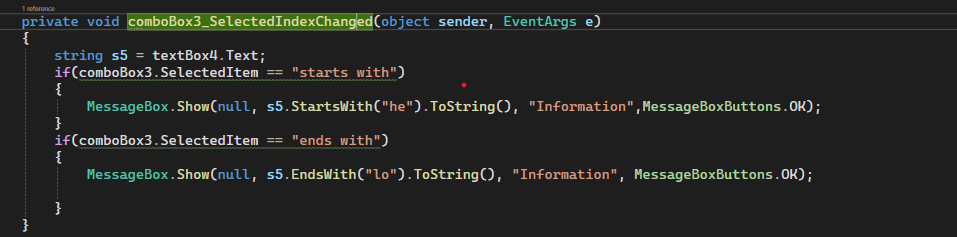 1 reference
private void comboBox3_SelectedIndexChanged(object sender, EventArgs e)
{
string s5 = textBox4.Text;
if(comboBox3.SelectedItem == "starts with")
{
MessageBox.Show(null, s5.StartsWith("he").ToString(), "Information",MessageBoxButtons.OK);
}
if(comboBox3.SelectedItem == "ends with")
{
MessageBox.Show(null, s5.EndsWith("lo").ToString(), "Information", MessageBoxButtons.OK);
}
}